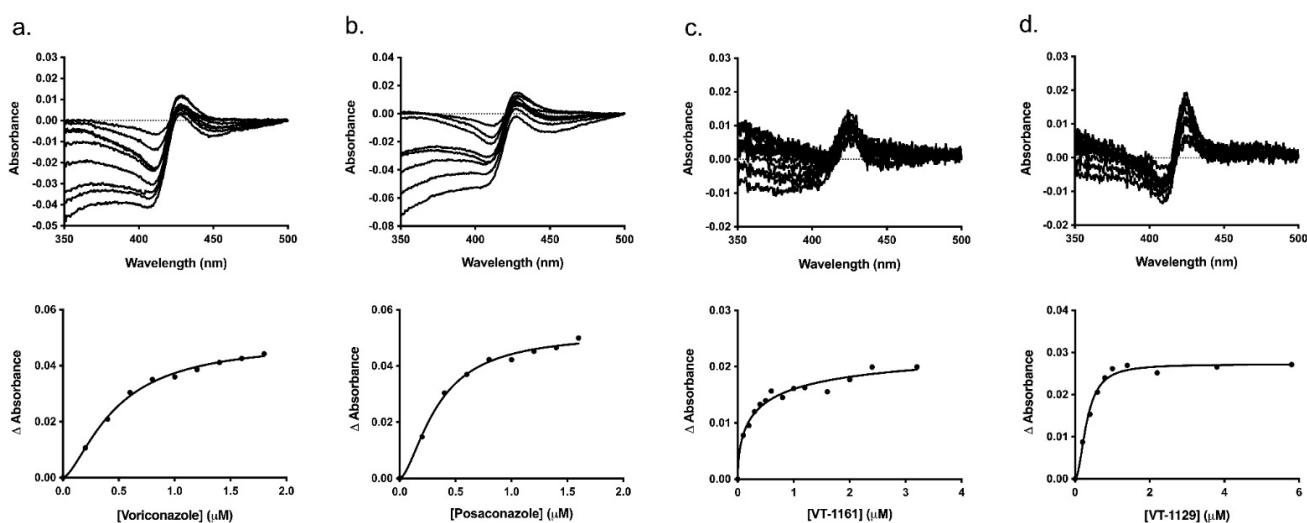 a.
b.
c.
d.
0.03
0.02
0.01
0.00
-0.01
-0.02
-0.03
-0.04
-0.05
Absorbance
350 400 450 500
Wavelength (nm)
0.04
0.02
0.00
-0.02
-0.04
-0.06
-0.08
Absorbance
350 400 450 500
Wavelength (nm)
0.03
0.02
0.01
0.00
-0.01
-0.02
Absorbance
350 400 450 500
Wavelength (nm)
0.03
0.02
0.01
0.00
-0.01
-0.02
Absorbance
350 400 450 500
Wavelength (nm)
0.06
0.04
0.02
0.00
Δ Absorbance
0.0 0.5 1.0 1.5 2.0
[Voriconazole] (μM)
0.06
0.04
0.02
0.00
Δ Absorbance
0.0 0.5 1.0 1.5 2.0
[Posaconazole] (μM)
0.03
0.02
0.01
0.00
Δ Absorbance
0 1 2 3 4
[VT-1161] (μM)
0.04
0.03
0.02
0.01
0.00
Δ Absorbance
0 2 4 6
[VT-1129] (μM)